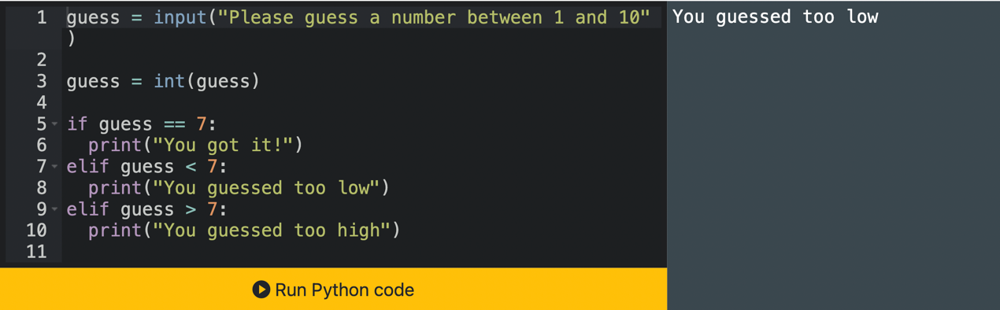 1 guess = input("Please guess a number between 1 and 10"
)
2
3 guess = int(guess)
4
5 if guess == 7:
6   print("You got it!")
7 elif guess < 7:
8   print("You guessed too low")
9 elif guess > 7:
10   print("You guessed too high")
11
Run Python code
You guessed too low